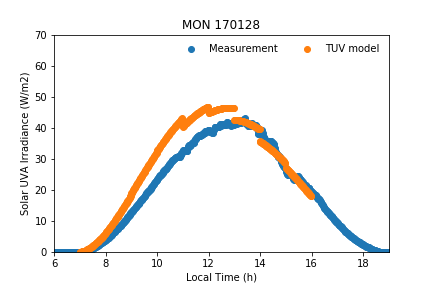 MON 170128
Measurement
TUV model
Solar UVA Irradiance (W/m2)
70
60
50
40
30
20
10
0
6 8 10 12 14 16 18
Local Time (h)